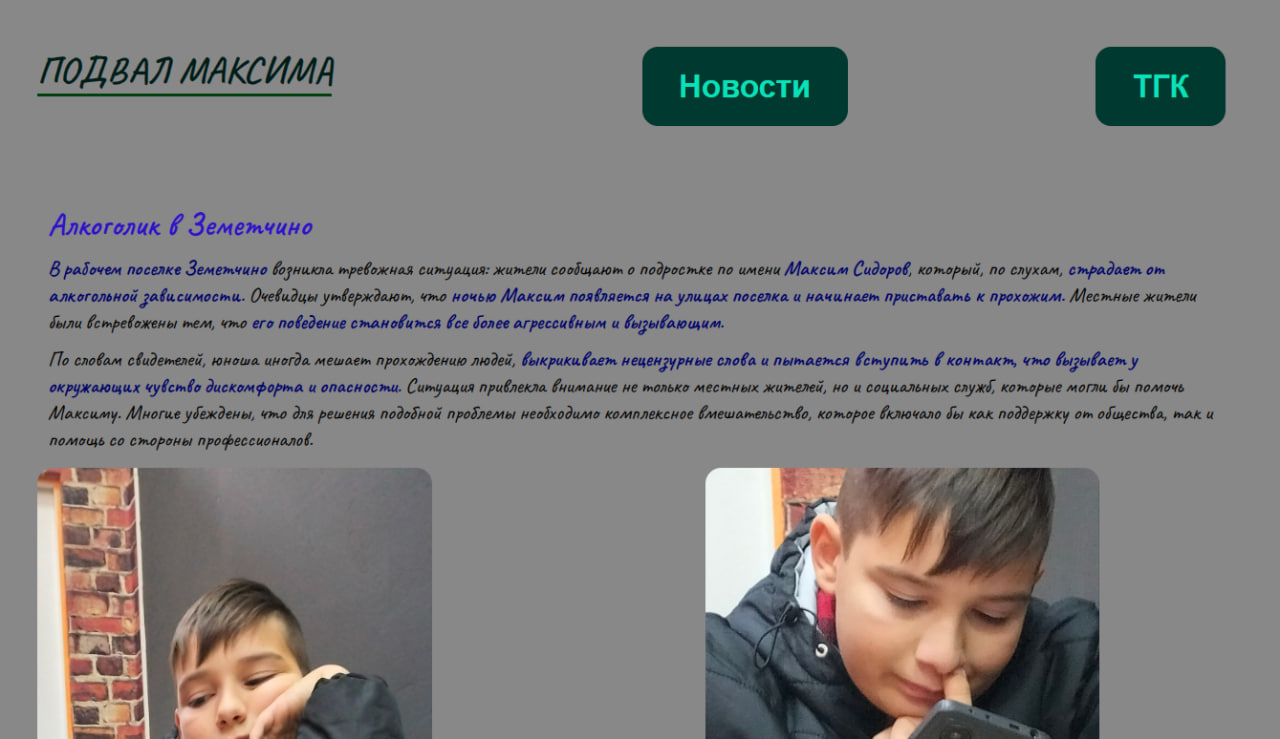 ПОДВАЛ МАКСИМА
Новости
ТГК
Алкоголик в Земетчино
В рабочем поселке Земетчино возникла тревожная ситуация: жители сообщают о подростке по имени Максим Сидоров, который, по слухам, страдает от
алкогольной зависимости. Очевидцы утверждают, что ночью Максим появляется на улицах поселка и начинает приставать к прохожим. Местные жители
были встревожены тем, что его поведение становится все более агрессивным и вызывающим.
По словам свидетелей, юноша иногда мешает прохождению людей, выкрикивает нецензурные слова и пытается вступить в контакт, что вызывает у
окружающих чувство дискомфорта и опасности. Ситуация привлекла внимание не только местных жителей, но и социальных служб, которые могли бы помочь
Максиму. Многие убеждены, что для решения подобной проблемы необходимо комплексное вмешательство, которое включало бы как поддержку от общества, так и
помощь со стороны профессионалов.